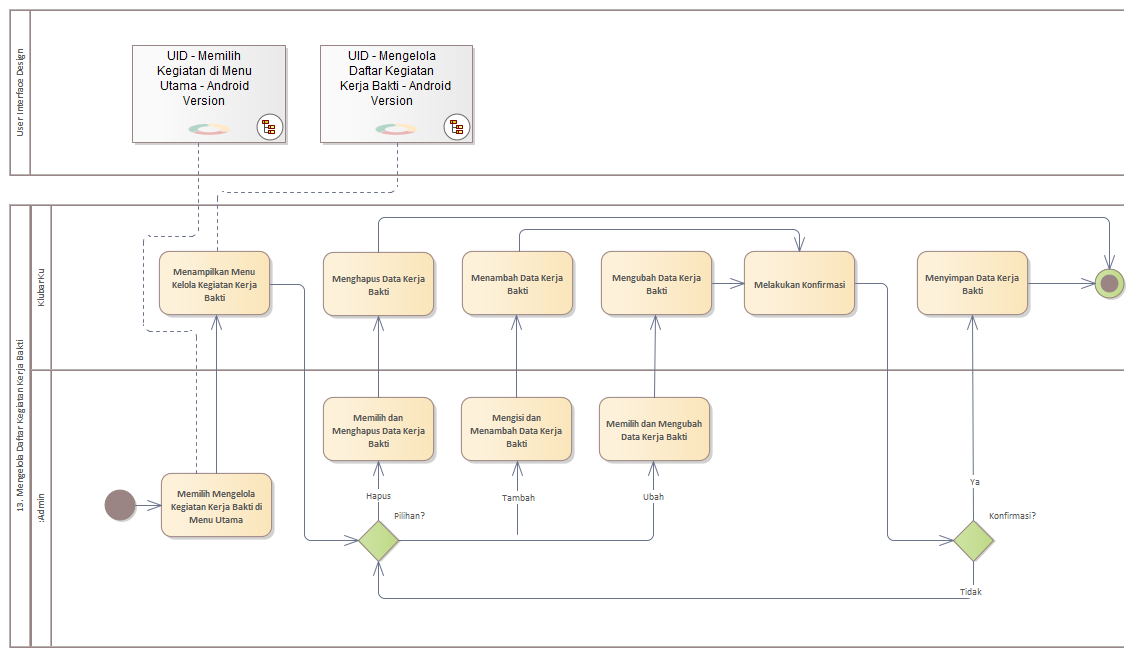 User Interface Design
UID - Memilih
Kegiatan di Menu
Utama - Android
Version
UID - Mengelola
Daftar Kegiatan
Kerja Bakti - Android
Version
13. Mengelola Daftar Kegiatan Kerja Bakti
KlubarKu
:Admin
Menampilkan Menu
Kelola Kegiatan Kerja
Bakti
Menghapus Data Kerja
Bakti
Menambah Data Kerja
Bakti
Mengubah Data Kerja
Bakti
Melakukan Konfirmasi
Menyimpan Data Kerja
Bakti
Memilih dan
Menghapus Data Kerja
Bakti
Mengisi dan
Menambah Data Kerja
Bakti
Memilih dan Mengubah
Data Kerja Bakti
Memilih Mengelola
Kegiatan Kerja Bakti di
Menu Utama
Hapus
Tambah
Ubah
Pilihan?
Ya
Konfirmasi?
Tidak